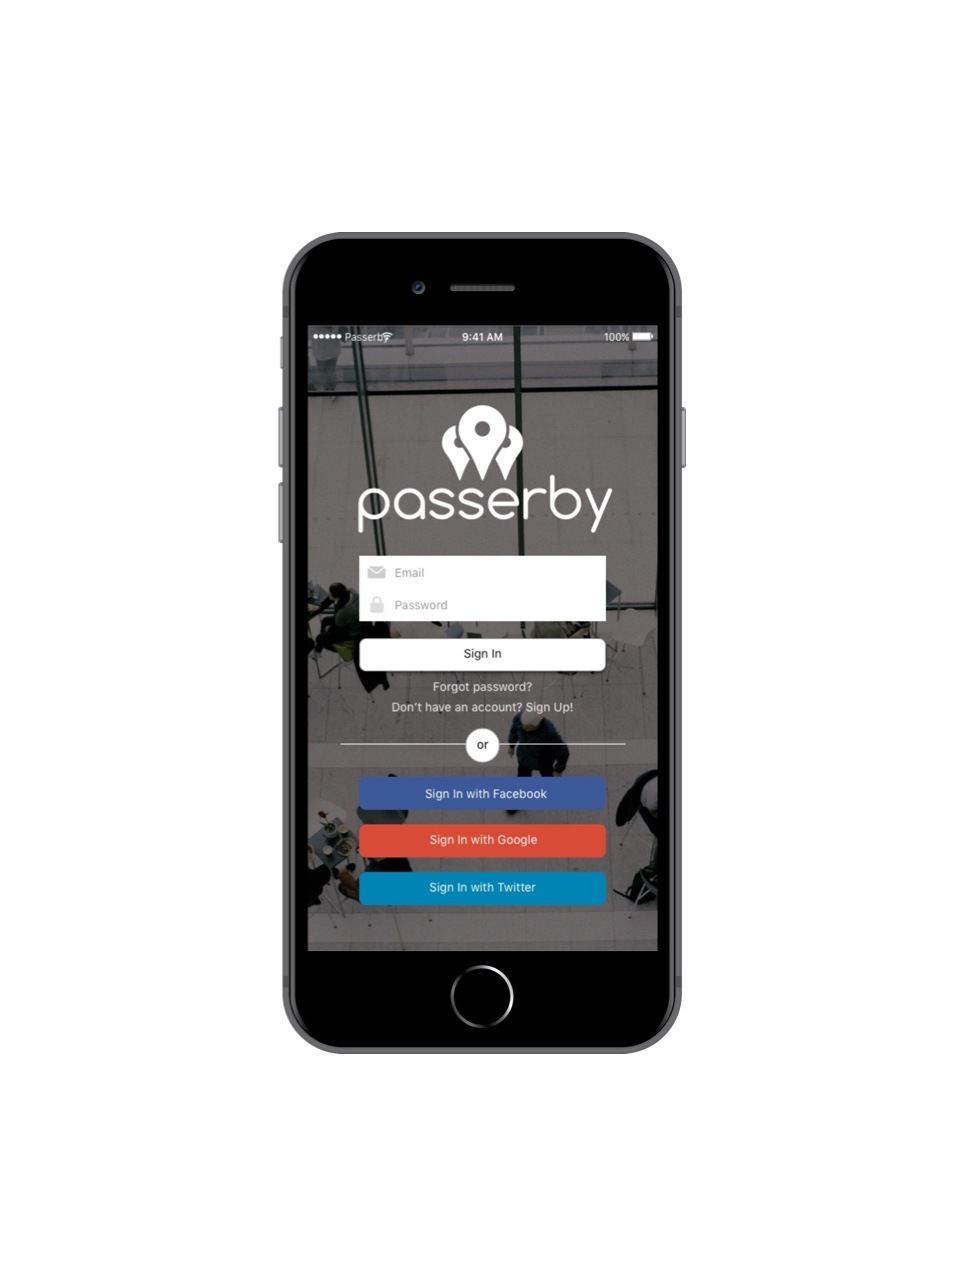 Passerby 9:41 AM 100%
passerby
Email
Password
Sign In
Forgot password?
Don't have an account? Sign Up!
or
Sign In with Facebook
Sign In with Google
Sign In with Twitter